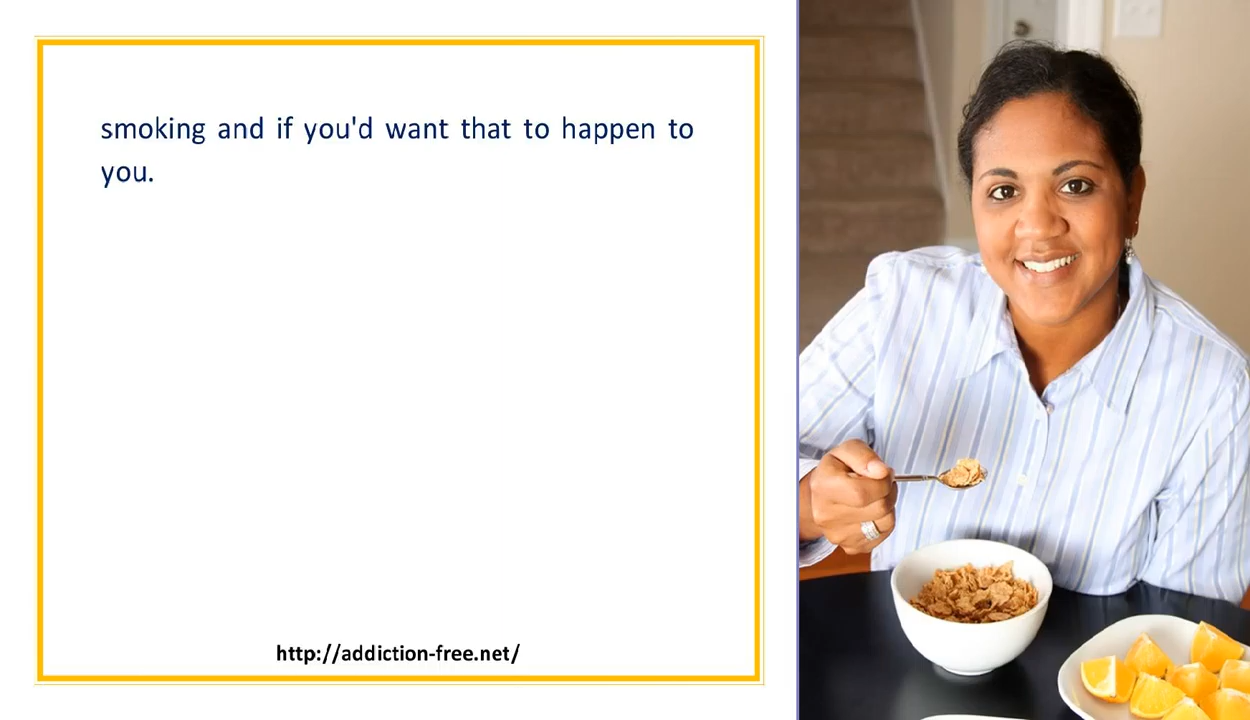 smoking and if you'd want that to happen to
you.
http://addiction-free.net/